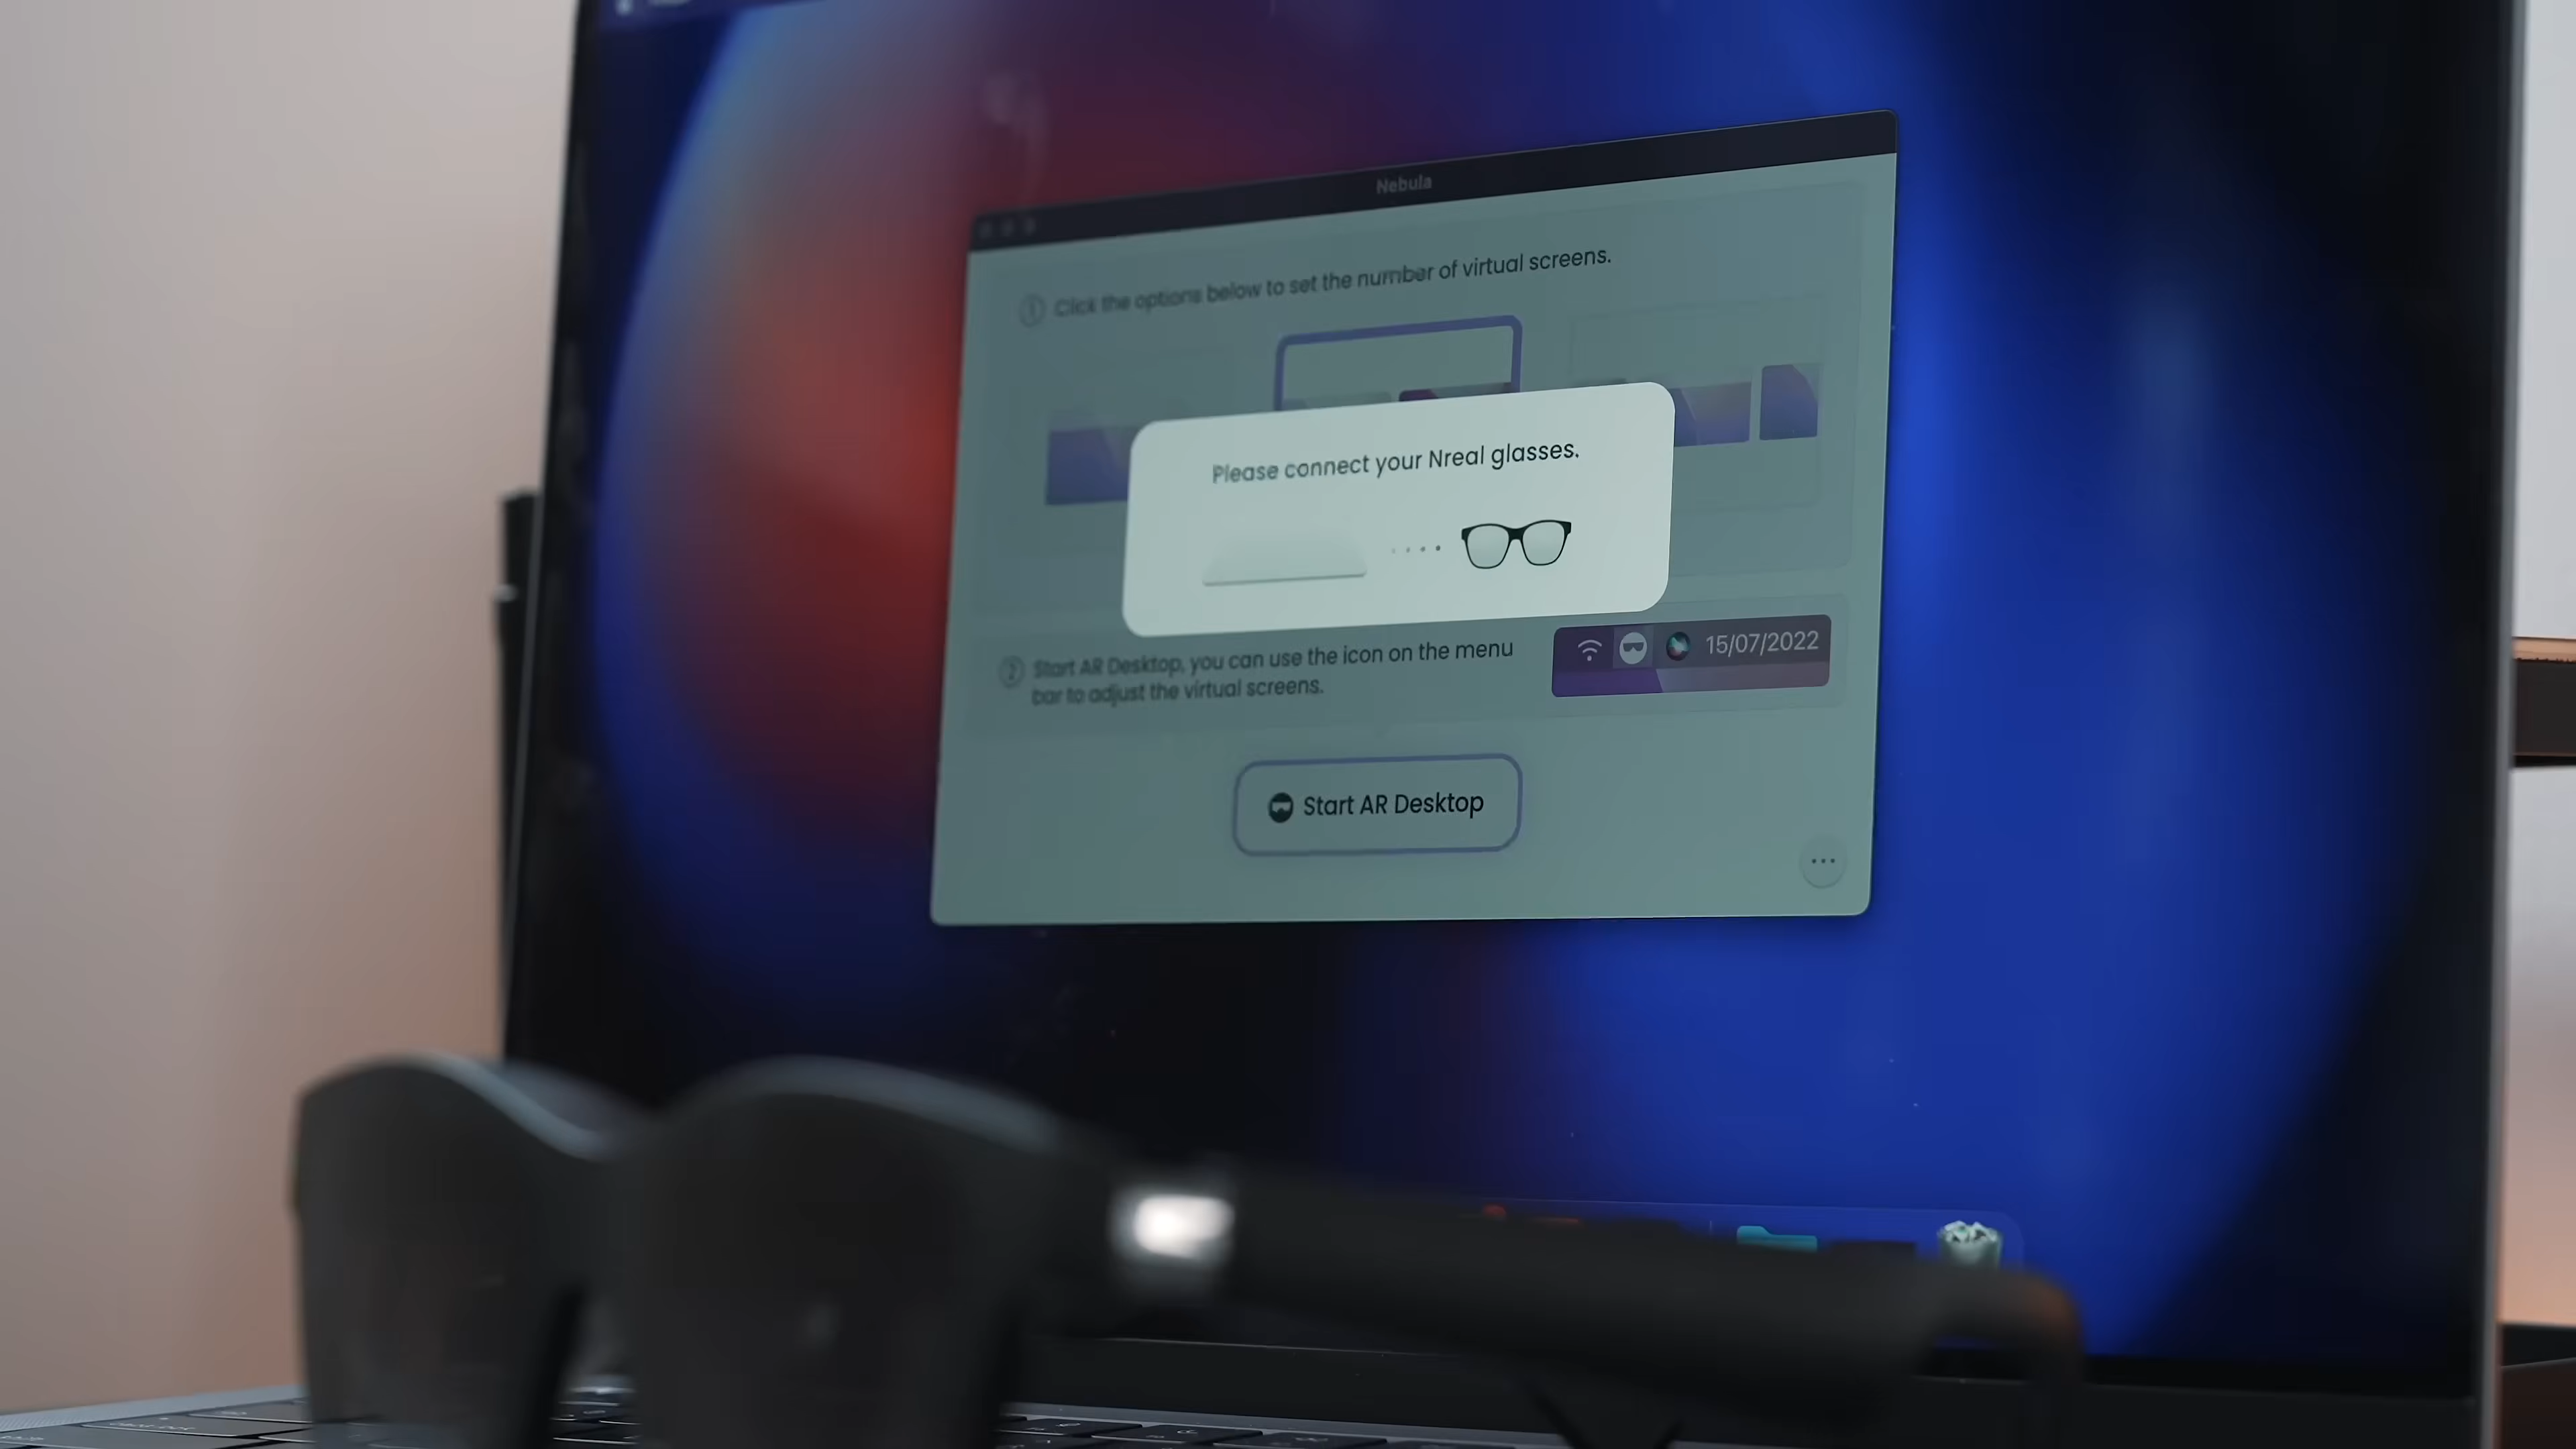 Nebula
1 Click the options below to set the number of virtual screens.
Please connect your Nreal glasses.
2 Start AR Desktop, you can use the icon on the menu
bar to adjust the virtual screens.
15/07/2022
Start AR Desktop